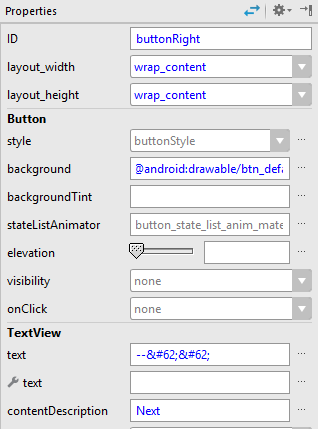 Properties
ID buttonRight
layout_width wrap_content
layout_height wrap_content
Button
style buttonStyle
background @android:drawable/btn_defa
backgroundTint
stateListAnimator button_state_list_anim_mate
elevation
visibility none
onClick none
TextView
text --&#62;&#62;
text
contentDescription Next